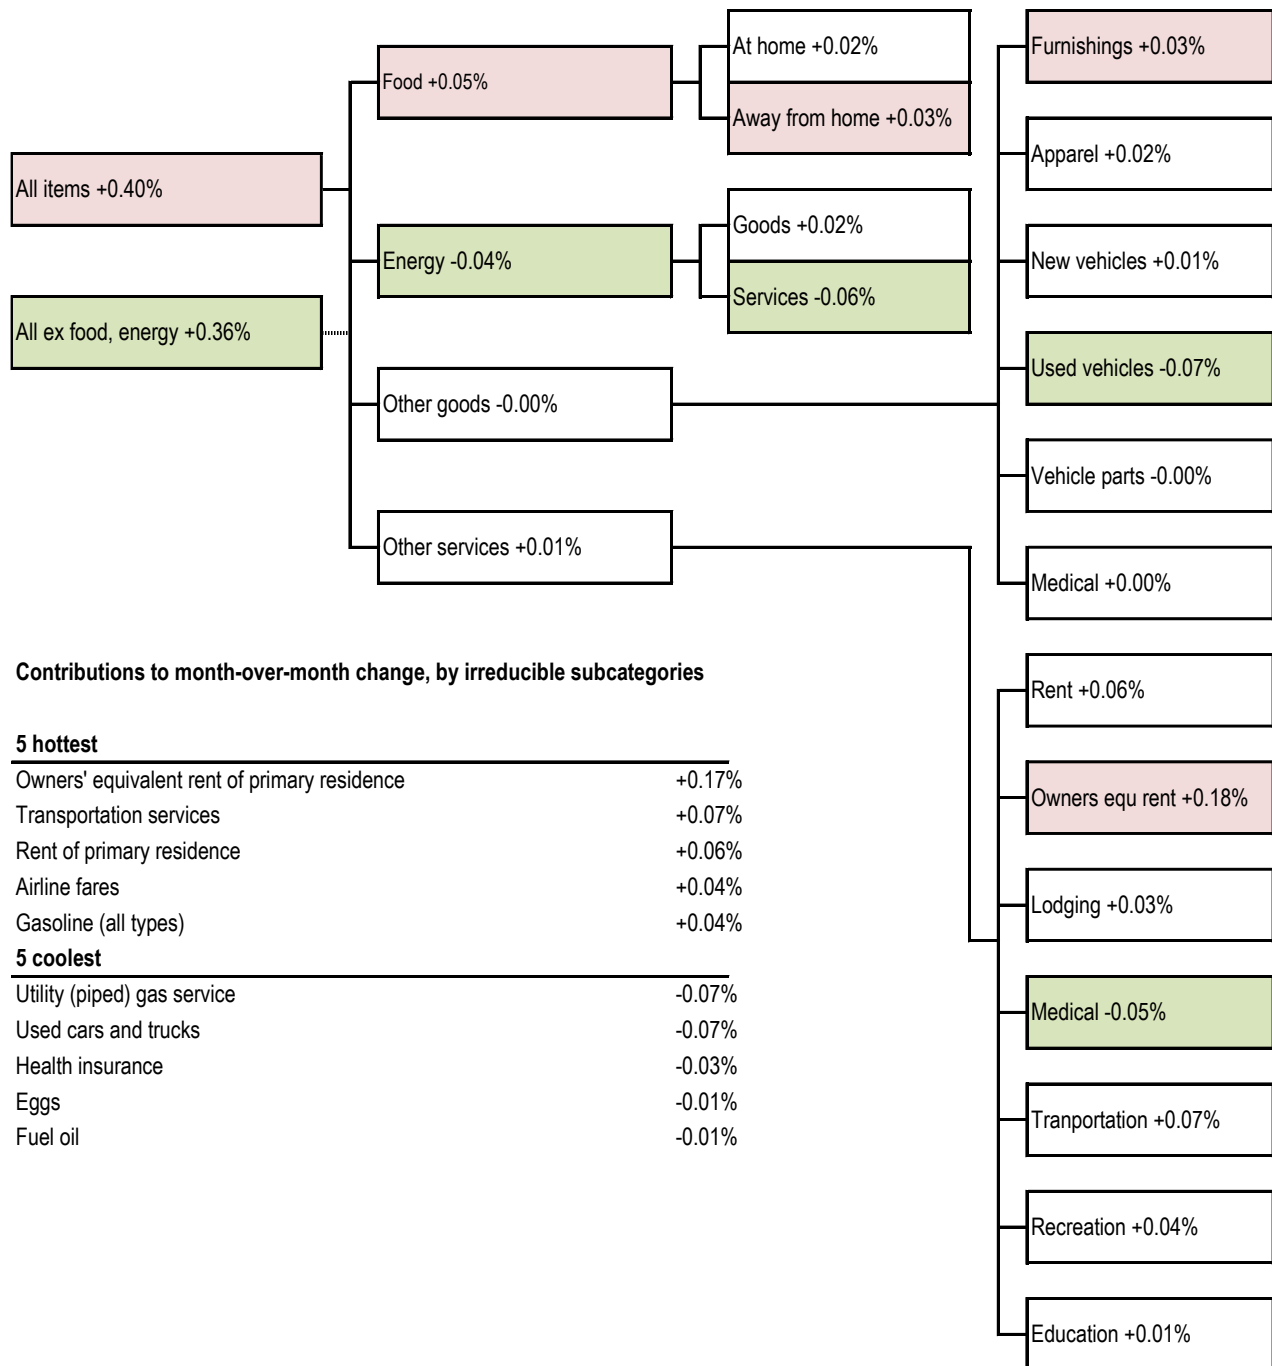 All items +0.40%
All ex food, energy +0.36%
Food +0.05%
Energy -0.04%
Other goods -0.00%
Other services +0.01%
At home +0.02%
Away from home +0.03%
Goods +0.02%
Services -0.06%
Furnishings +0.03%
Apparel +0.02%
New vehicles +0.01%
Used vehicles -0.07%
Vehicle parts -0.00%
Medical +0.00%
Rent +0.06%
Owners equ rent +0.18%
Lodging +0.03%
Medical -0.05%
Tranportation +0.07%
Recreation +0.04%
Education +0.01%
Contributions to month-over-month change, by irreducible subcategories
5 hottest
Owners' equivalent rent of primary residence +0.17%
Transportation services +0.07%
Rent of primary residence +0.06%
Airline fares +0.04%
Gasoline (all types) +0.04%
5 coolest
Utility (piped) gas service -0.07%
Used cars and trucks -0.07%
Health insurance -0.03%
Eggs -0.01%
Fuel oil -0.01%